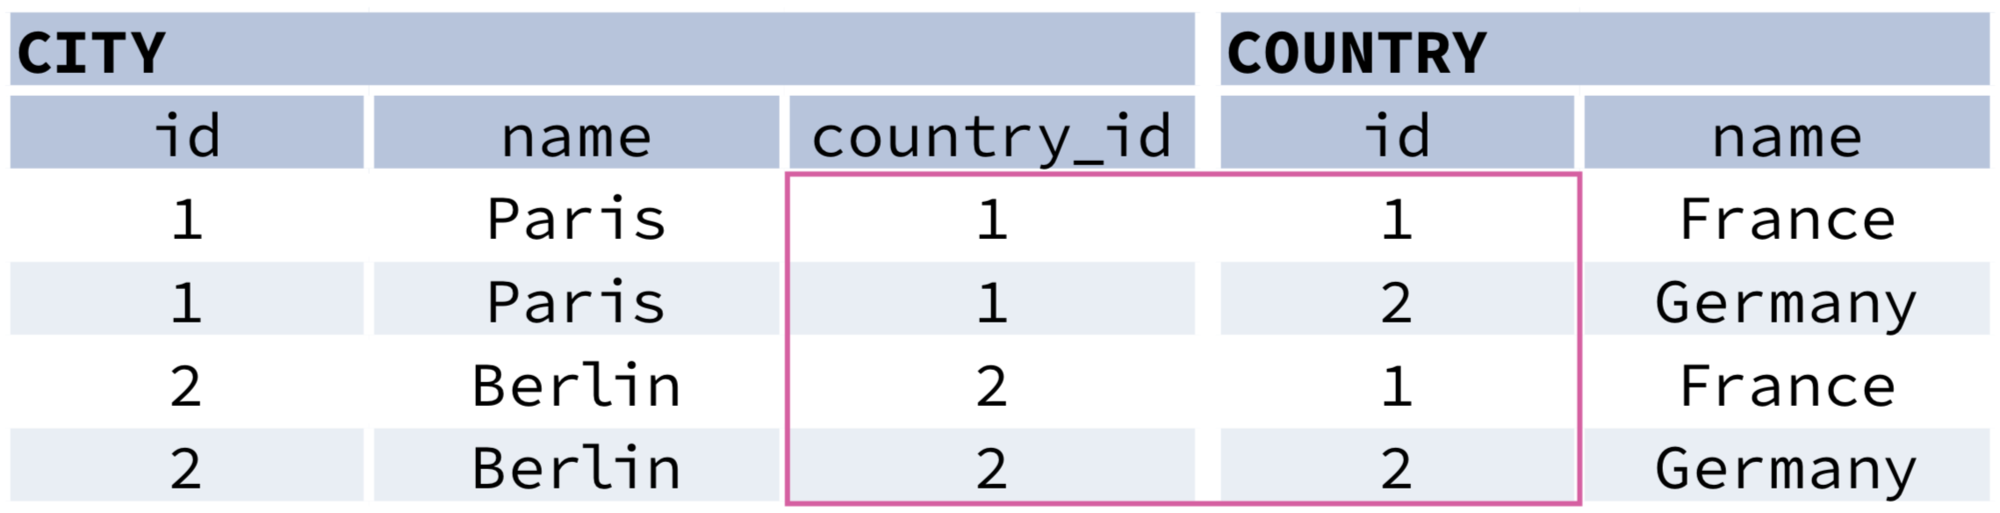 CITY COUNTRY
id name country_id id name
1 Paris 1 1 France
1 Paris 1 2 Germany
2 Berlin 2 1 France
2 Berlin 2 2 Germany